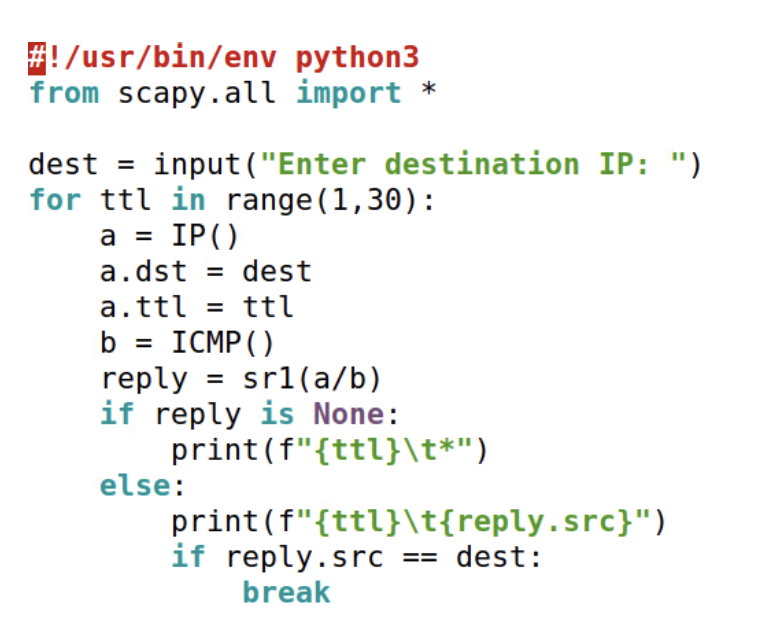 #!/usr/bin/env python3
from scapy.all import *
dest = input("Enter destination IP: ")
for ttl in range(1,30):
    a = IP()
    a.dst = dest
    a.ttl = ttl
    b = ICMP()
    reply = sr1(a/b)
    if reply is None:
        print(f"{ttl}\t*")
    else:
        print(f"{ttl}\t{reply.src}")
        if reply.src == dest:
            break